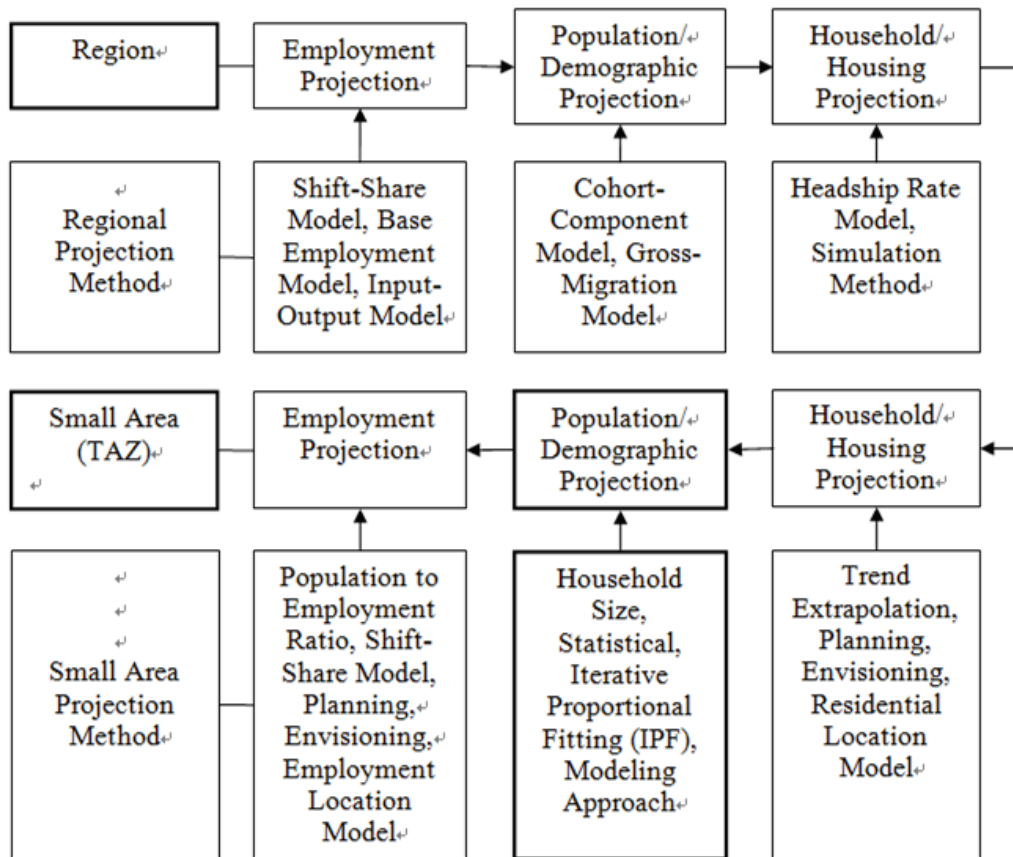 Region
Employment
Projection
Population/
Demographic
Projection
Household/
Housing
Projection
Regional
Projection
Method
Shift-Share
Model, Base
Employment
Model, Input-
Output Model
Cohort-
Component
Model, Gross-
Migration
Model
Headship Rate
Model,
Simulation
Method
Small Area
(TAZ)
Employment
Projection
Population/
Demographic
Projection
Household/
Housing
Projection
Small Area
Projection
Method
Population to
Employment
Ratio, Shift-
Share Model,
Planning,
Envisioning,
Employment
Location
Model
Household
Size,
Statistical,
Iterative
Proportional
Fitting (IPF),
Modeling
Approach
Trend
Extrapolation,
Planning,
Envisioning,
Residential
Location
Model